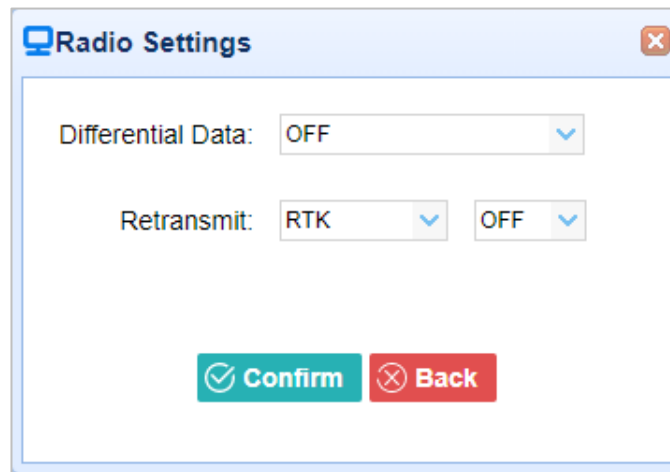 Radio Settings
Differential Data: OFF
Retransmit: RTK OFF
Confirm Back